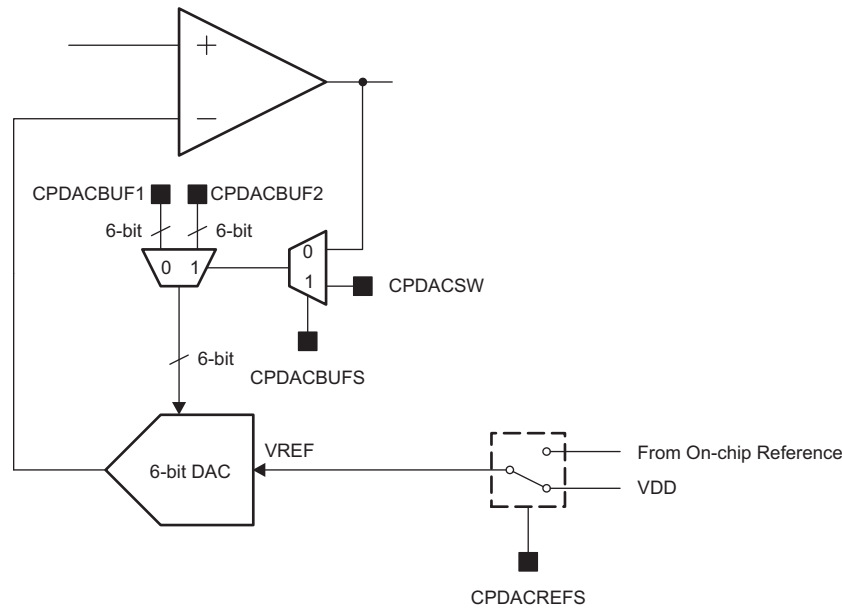 +
−
CPDACBUF1
CPDACBUF2
6-bit
6-bit
0 1
0
1
CPDACSW
CPDACBUFS
6-bit
6-bit DAC
VREF
From On-chip Reference
VDD
CPDACREFS